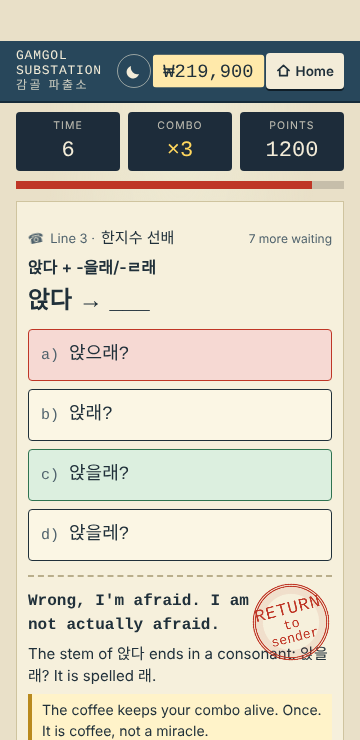 GAMGOL
SUBSTATION
감골 파출소
₩219,900
Home
TIME
6
COMBO
×3
POINTS
1200
☎ Line 3 · 한지수 선배
7 more waiting
앉다 + -을래/-ㄹ래
앉다 → ____
a) 앉으래?
b) 앉래?
c) 앉을래?
d) 앉을레?
Wrong, I'm afraid. I am
not actually afraid.
RETURN
to
sender
The stem of 앉다 ends in a consonant: 앉을
래? It is spelled 래.
The coffee keeps your combo alive. Once.
It is coffee, not a miracle.